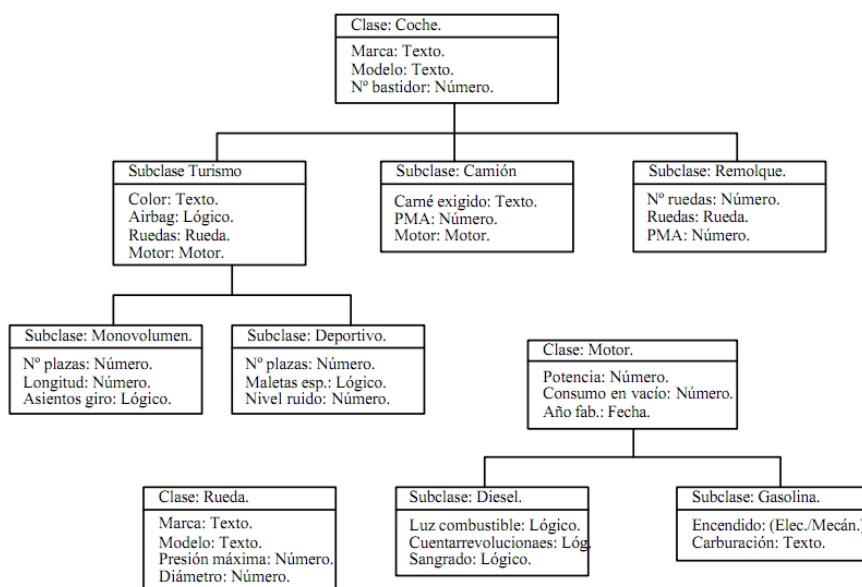 Clase: Coche.
Marca: Texto.
Modelo: Texto.
Nº bastidor: Número.
Subclase Turismo
Color: Texto.
Airbag: Lógico.
Ruedas: Rueda.
Motor: Motor.
Subclase: Camión
Carné exigido: Texto.
PMA: Número.
Motor: Motor.
Subclase: Remolque.
Nº ruedas: Número.
Ruedas: Rueda.
PMA: Número.
Subclase: Monovolumen.
Nº plazas: Número.
Longitud: Número.
Asientos giro: Lógico.
Subclase: Deportivo.
Nº plazas: Número.
Maletas esp.: Lógico.
Nivel ruido: Número.
Clase: Motor.
Potencia: Número.
Consumo en vacío: Número.
Año fab.: Fecha.
Clase: Rueda.
Marca: Texto.
Modelo: Texto.
Presión máxima: Número.
Diámetro: Número.
Subclase: Diesel.
Luz combustible: Lógico.
Cuentarrevolucionaes: Lóg.
Sangrado: Lógico.
Subclase: Gasolina.
Encendido: (Elec./Mecán.)
Carburación: Texto.